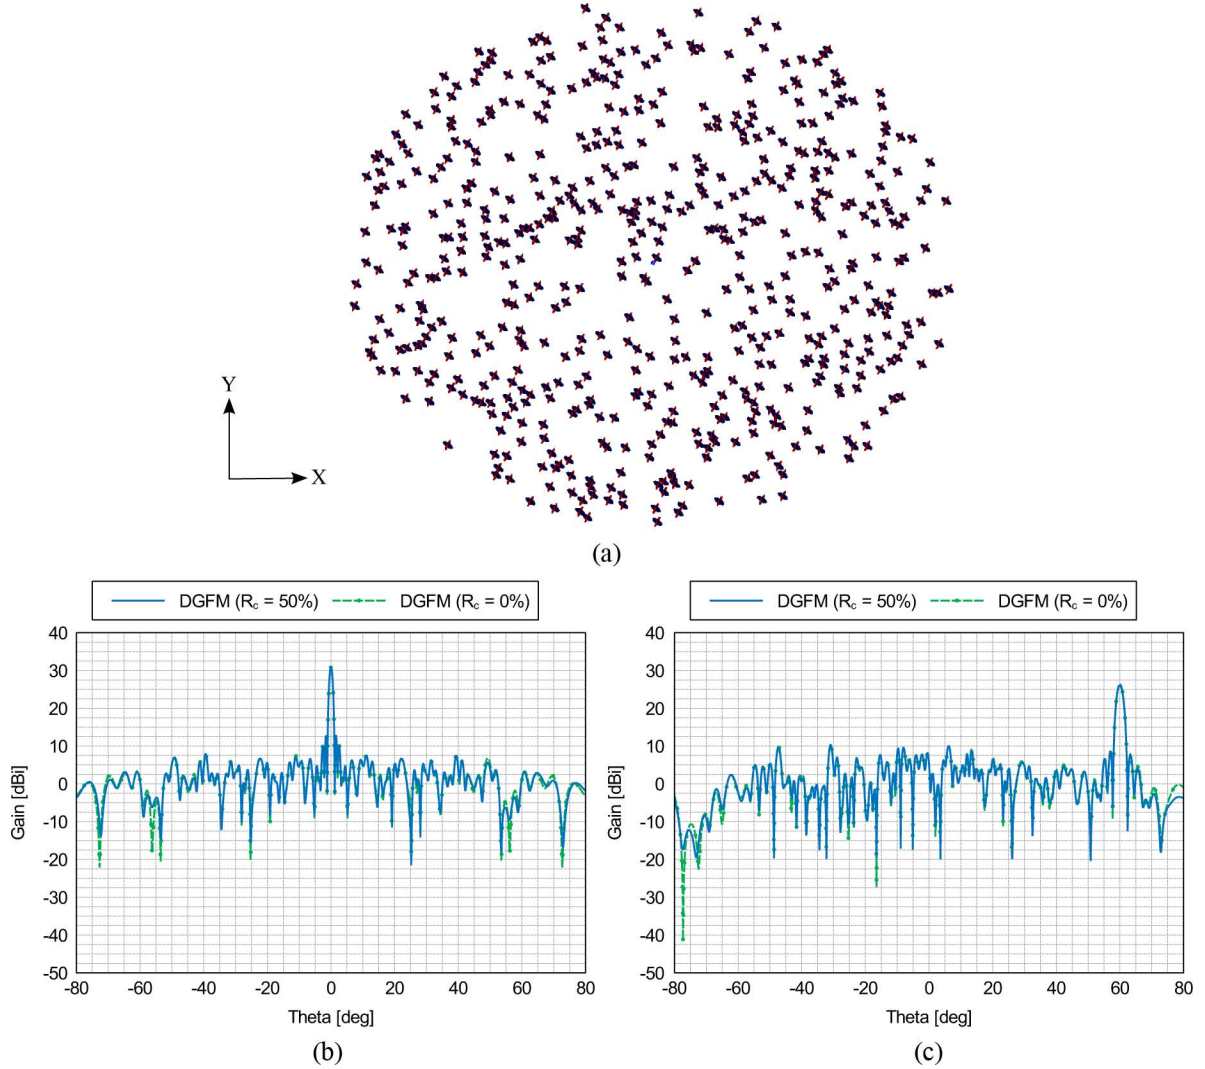 Y
X
(a)
DGFM (R_c = 50%) DGFM (R_c = 0%)
40
30
20
10
0
-10
-20
-30
-40
-50
Gain [dBi]
-80 -60 -40 -20 0 20 40 60 80
Theta [deg]
(b)
DGFM (R_c = 50%) DGFM (R_c = 0%)
40
30
20
10
0
-10
-20
-30
-40
-50
Gain [dBi]
-80 -60 -40 -20 0 20 40 60 80
Theta [deg]
(c)